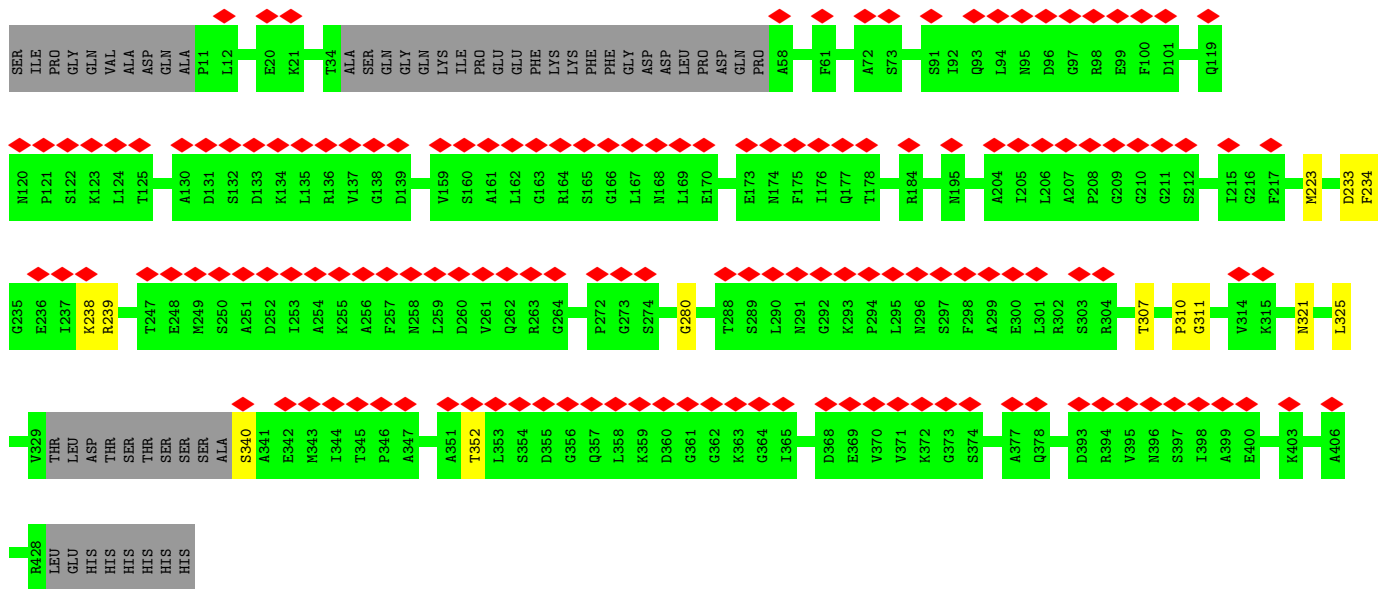 SER ILE PRO GLY GLN VAL ALA ASP GLN ALA P11 L12 E20 K21 T34 ALA SER GLN GLY GLN LYS ILE PRO GLU GLU PHE LYS LYS PHE PHE GLY ASP ASP LEU PRO ASP GLN PRO A58 F61 A72 S73 S91 I92 Q93 L94 N95 D96 G97 R98 E99 F100 D101 Q119
N120 P121 S122 K123 L124 T125 A130 D131 S132 D133 K134 L135 R136 V137 G138 D139 V159 S160 A161 L162 G163 R164 S165 G166 L167 N168 L169 E170 E173 N174 F175 I176 Q177 T178 R184 N195 A204 I205 L206 A207 P208 G209 G210 G211 S212 I215 G216 F217 M223 D233 F234
G235 E236 I237 K238 R239 T247 E248 M249 S250 A251 D252 I253 A254 K255 A256 F257 N258 L259 D260 V261 Q262 R263 G264 P272 G273 S274 G280 T288 S289 L290 N291 G292 K293 P294 L295 N296 S297 F298 A299 E300 L301 R302 S303 R304 T307 P310 G311 V314 K315 N321 L325
V329 THR LEU ASP THR SER THR SER SER SER ALA S340 A341 E342 M343 I344 T345 P346 A347 A351 T352 L353 S354 D355 G356 Q357 L358 K359 D360 G361 G362 K363 G364 I365 D368 E369 V370 V371 K372 G373 S374 A377 Q378 D393 R394 V395 N396 S397 I398 A399 E400 K403 A406
R428 LEU GLU HIS HIS HIS HIS HIS HIS